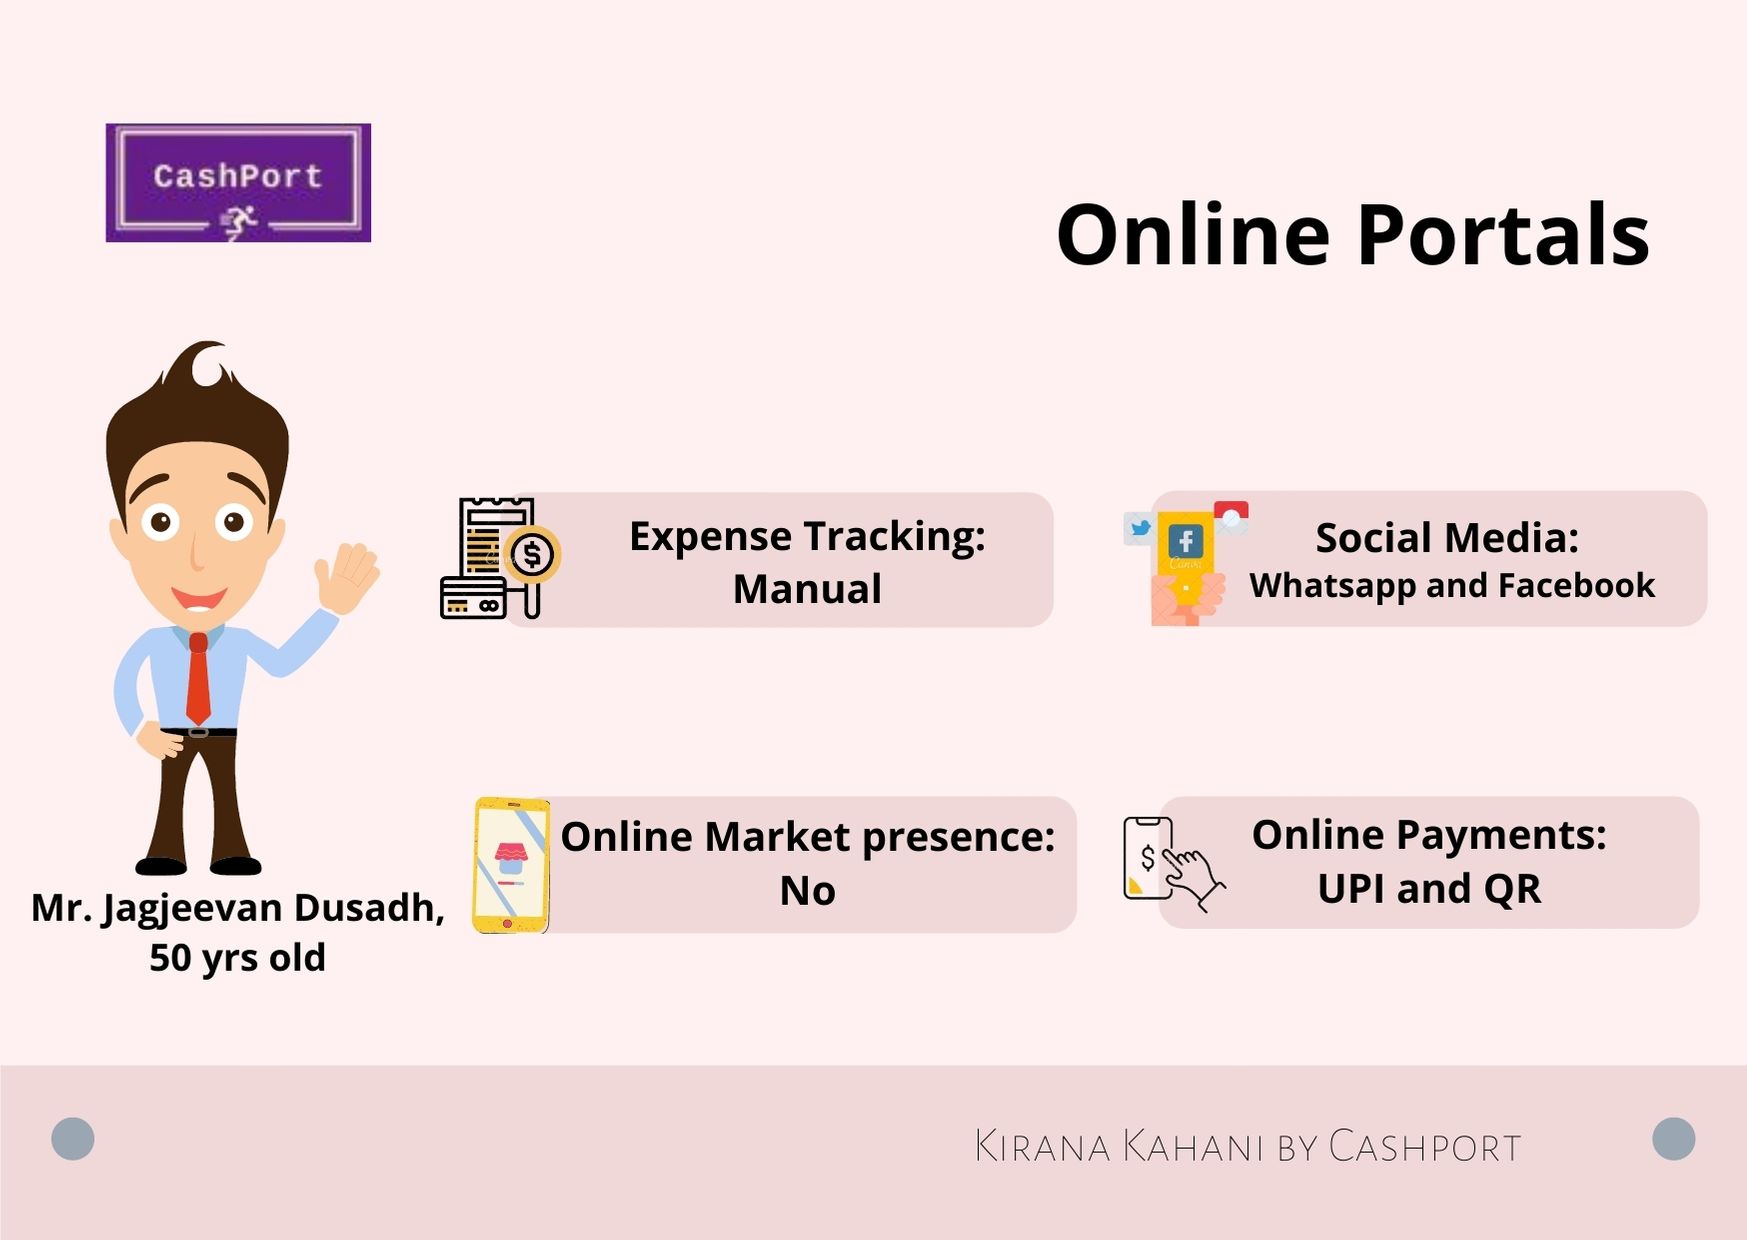 CashPort
Online Portals
Expense Tracking:
Manual
Social Media:
Whatsapp and Facebook
Online Market presence:
No
Online Payments:
UPI and QR
Mr. Jagjeevan Dusadh,
50 yrs old
Kirana Kahani by Cashport